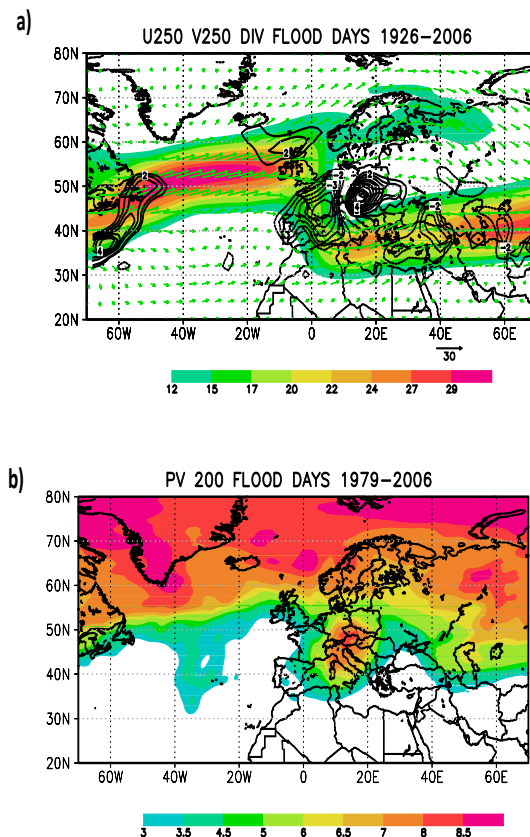 a)
U250 V250 DIV FLOOD DAYS 1926–2006
80N
70N
60N
50N
40N
30N
20N
60W 40W 20W 0 20E 40E 60E
30
12 15 17 20 22 24 27 29
b)
PV 200 FLOOD DAYS 1979–2006
80N
70N
60N
50N
40N
30N
20N
60W 40W 20W 0 20E 40E 60E
3 3.5 4.5 5 6 6.5 7 8 8.5